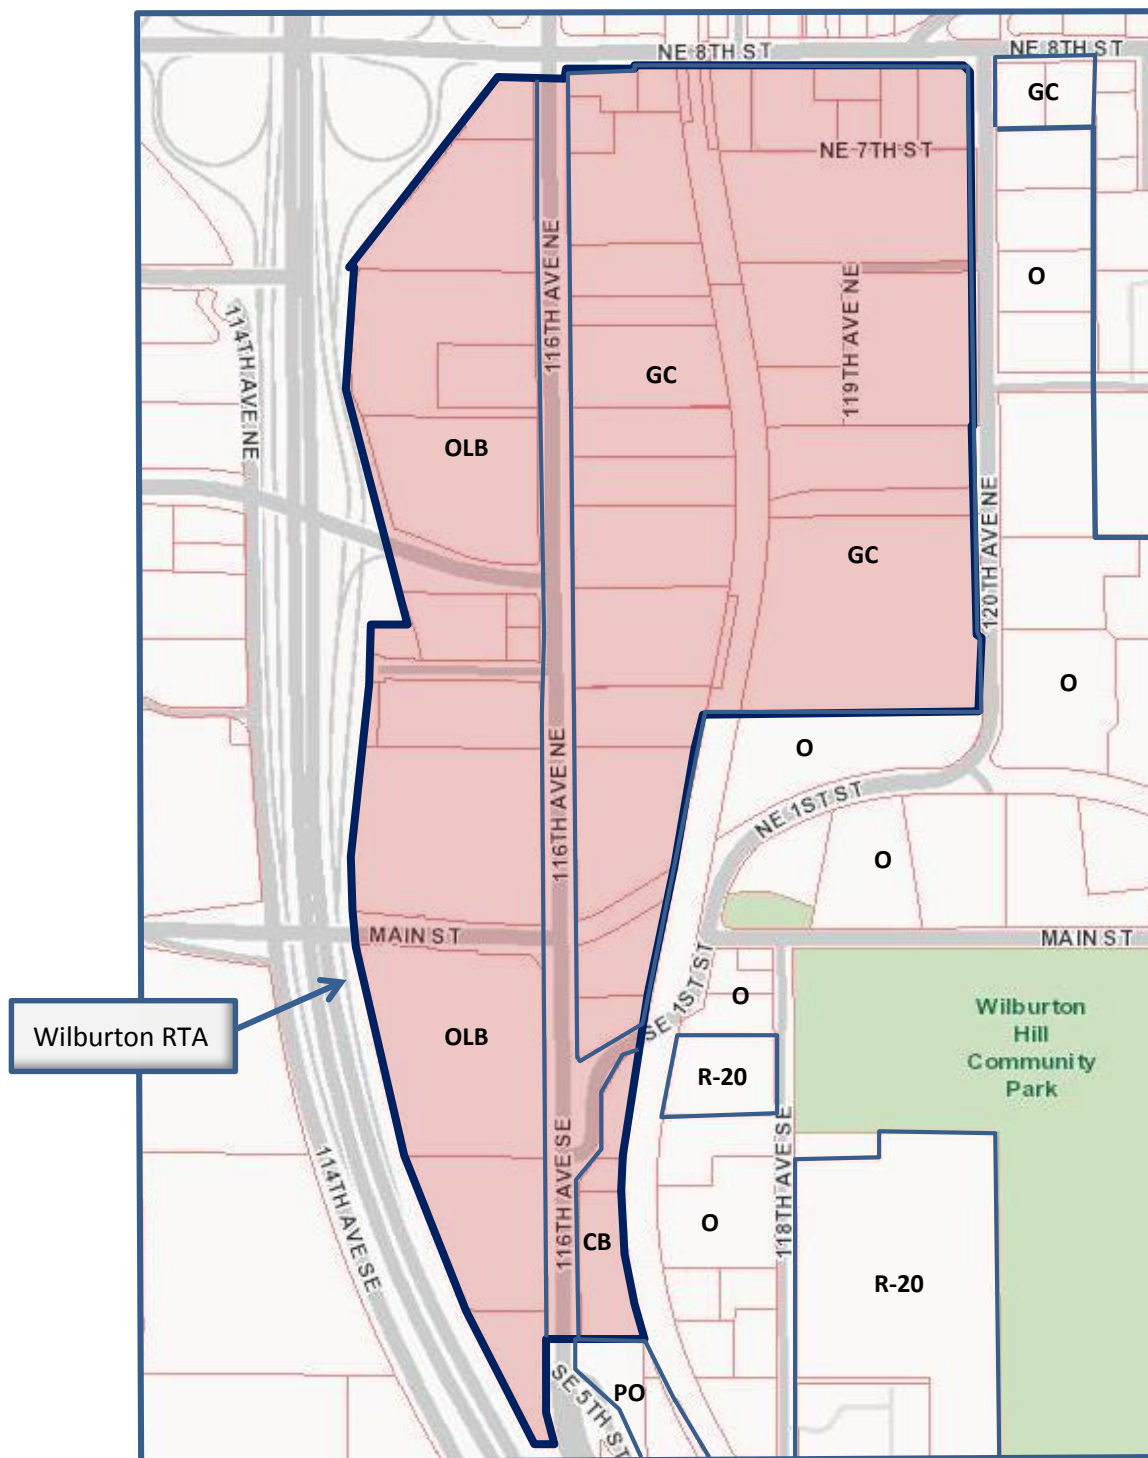 NE 8TH ST
NE 8TH ST
GC
NE 7TH ST
116TH AVE NE
O
119TH AVE NE
114TH AVE NE
GC
OLB
120TH AVE NE
GC
O
O
116TH AVE NE
NE 1ST ST
O
MAIN ST
MAIN ST
SE 1ST ST
O
Wilburton
Hill
Community
Park
Wilburton RTA
OLB
R-20
116TH AVE SE
118TH AVE SE
114TH AVE SE
O
CB
R-20
SE 5TH ST
PO